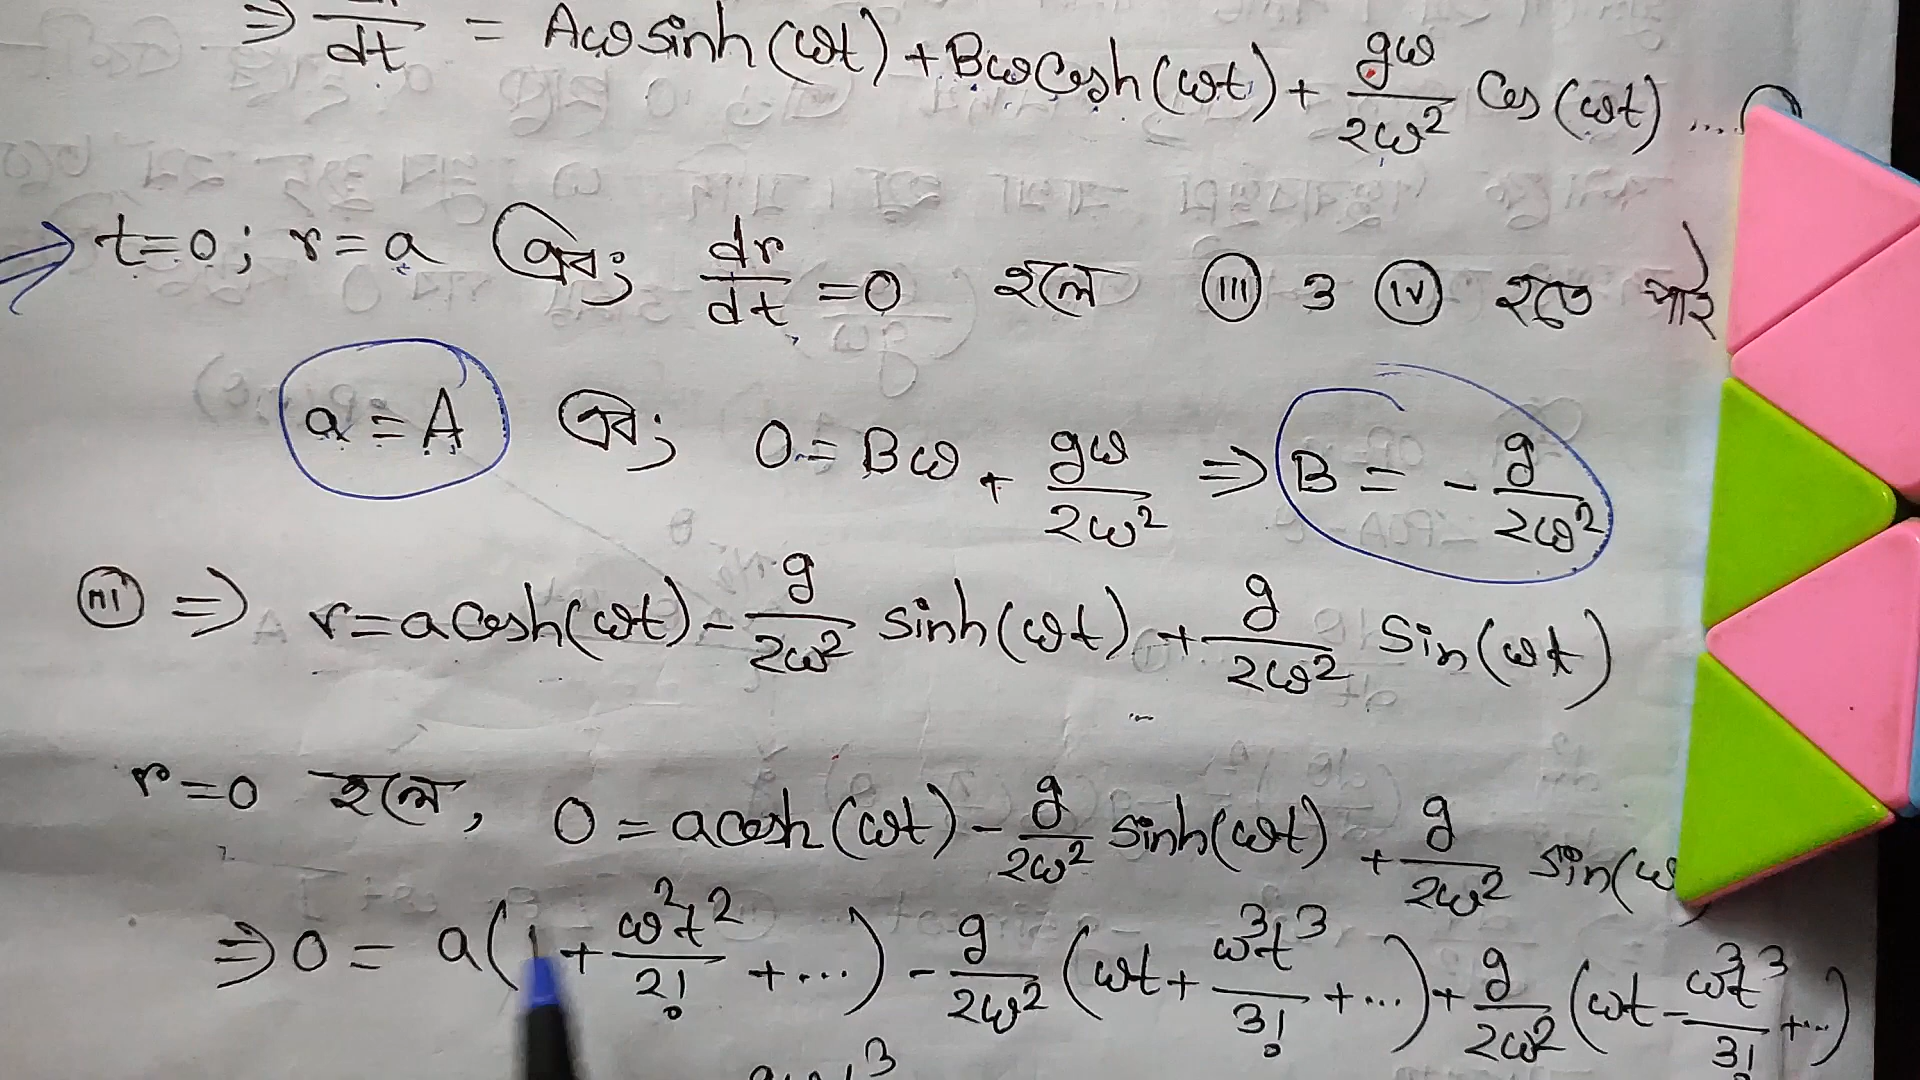 ⇒ dr/dt = Aω sinh(ωt) + Bω Cosh(ωt) + gω/2ω² Cos(ωt) ....
⇒ t=0; r=a এবং dr/dt =0 হলে (iii) ও (iv) হতে পাই
a = A এবং 0 = Bω + gω/2ω² ⇒ B = - g/2ω²
(iii) ⇒ r = a Cosh(ωt) - g/2ω² sinh(ωt) + g/2ω² Sin(ωt)
r=0 হলে, 0 = a cosh(ωt) - g/2ω² sinh(ωt) + g/2ω² sin(ω
⇒ 0 = a(1 + ω²t²/2! + ...) - g/2ω² (ωt + ω³t³/3! + ...) + g/2ω² (ωt - ω³t³/3! + ...)